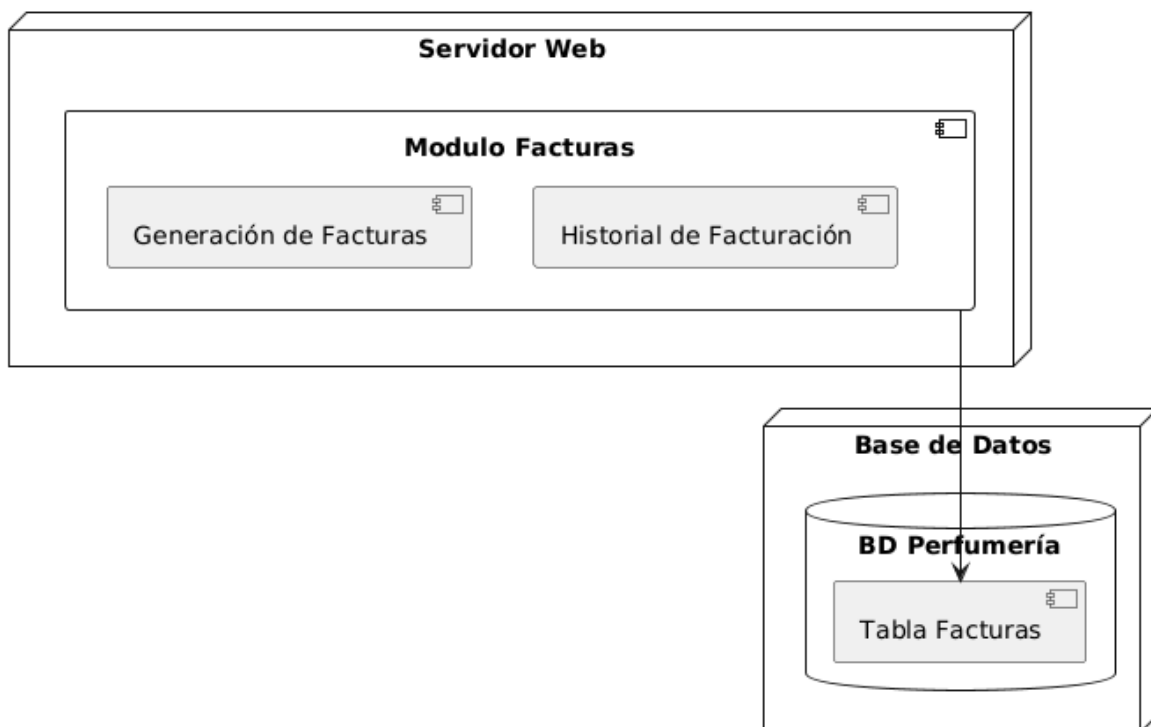 Servidor Web
Modulo Facturas
Generación de Facturas
Historial de Facturación
Base de Datos
BD Perfumería
Tabla Facturas